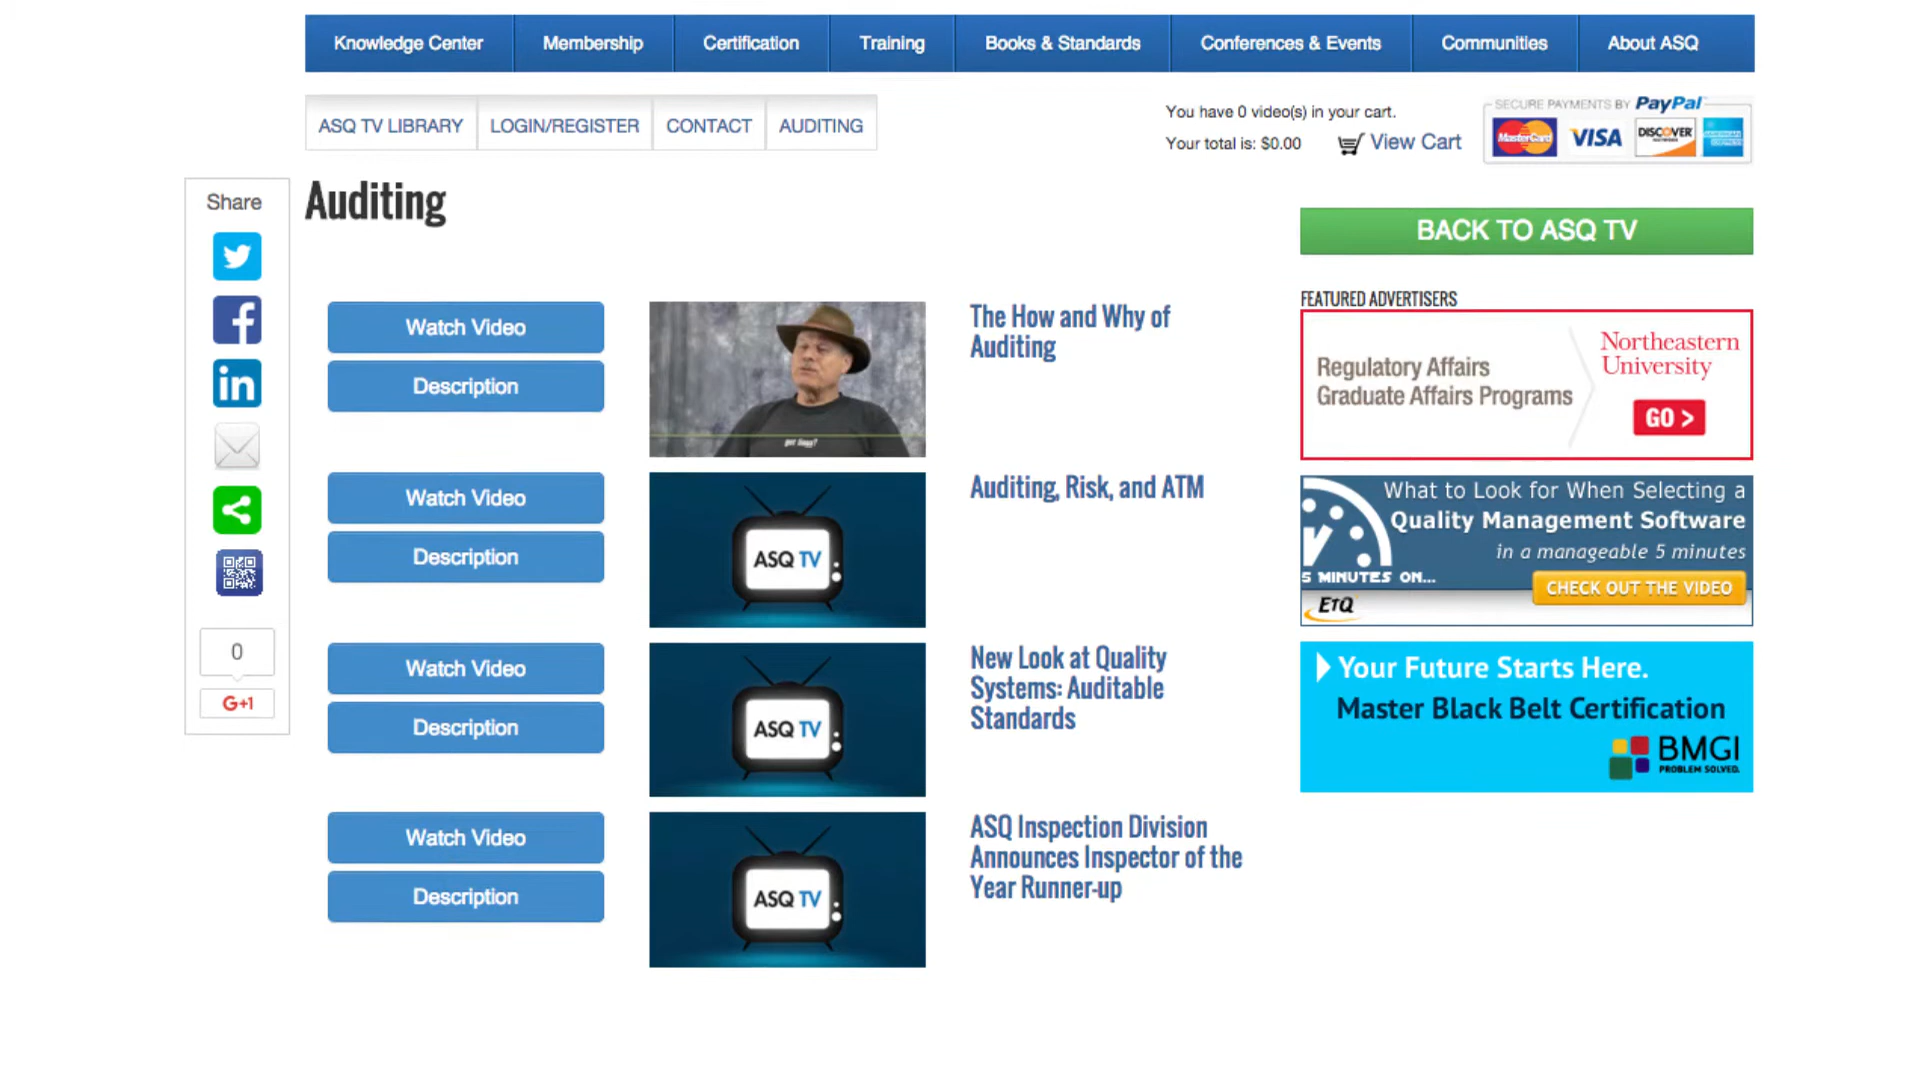 Knowledge Center
Membership
Certification
Training
Books & Standards
Conferences & Events
Communities
About ASQ
ASQ TV LIBRARY
LOGIN/REGISTER
CONTACT
AUDITING
You have 0 video(s) in your cart.
Your total is: $0.00
View Cart
SECURE PAYMENTS BY PayPal
MasterCard
VISA
DISCOVER
Share
Auditing
BACK TO ASQ TV
0
G+1
Watch Video
Description
got lines?
The How and Why of
Auditing
Watch Video
Description
ASQ TV
Auditing, Risk, and ATM
Watch Video
Description
ASQ TV
New Look at Quality
Systems: Auditable
Standards
Watch Video
Description
ASQ TV
ASQ Inspection Division
Announces Inspector of the
Year Runner-up
FEATURED ADVERTISERS
Regulatory Affairs
Graduate Affairs Programs
Northeastern
University
GO >
What to Look for When Selecting a
Quality Management Software
in a manageable 5 minutes
5 MINUTES ON...
CHECK OUT THE VIDEO
ETQ
Your Future Starts Here.
Master Black Belt Certification
BMGI
PROBLEM SOLVED.